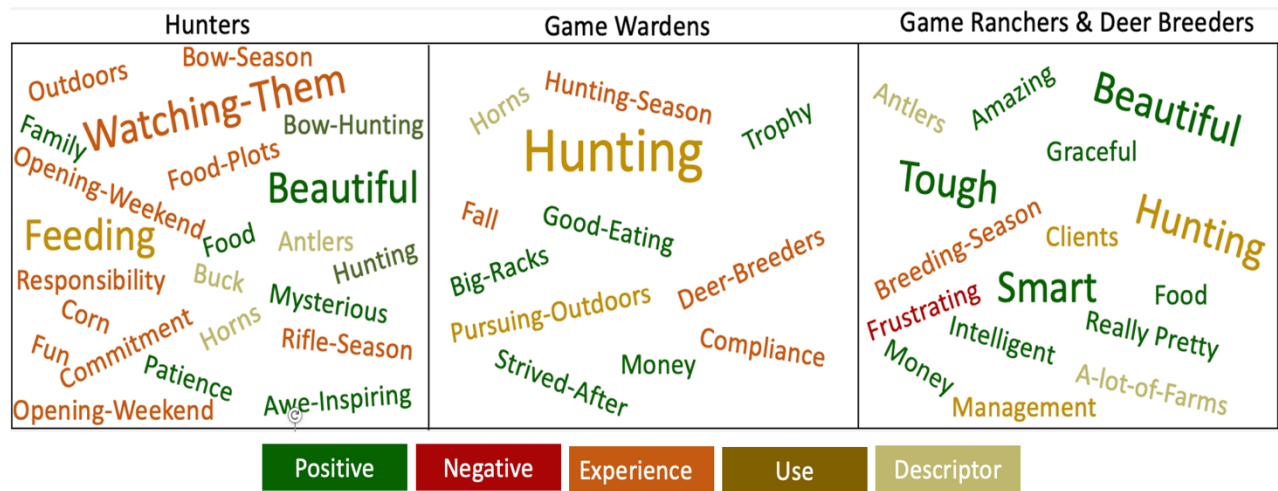 Hunters
Game Wardens
Game Ranchers & Deer Breeders
Outdoors
Bow-Season
Watching-Them
Family
Bow-Hunting
Food-Plots
Opening-Weekend
Beautiful
Feeding
Food
Antlers
Hunting
Responsibility
Buck
Mysterious
Corn
Horns
Commitment
Rifle-Season
Fun
Patience
Awe-Inspiring
Opening-Weekend
Horns
Hunting-Season
Trophy
Hunting
Fall
Good-Eating
Big-Racks
Deer-Breeders
Pursuing-Outdoors
Compliance
Strived-After
Money
Antlers
Amazing
Beautiful
Graceful
Tough
Hunting
Breeding-Season
Clients
Smart
Food
Frustrating
Intelligent
Really Pretty
Money
A-lot-of-Farms
Management
Positive
Negative
Experience
Use
Descriptor